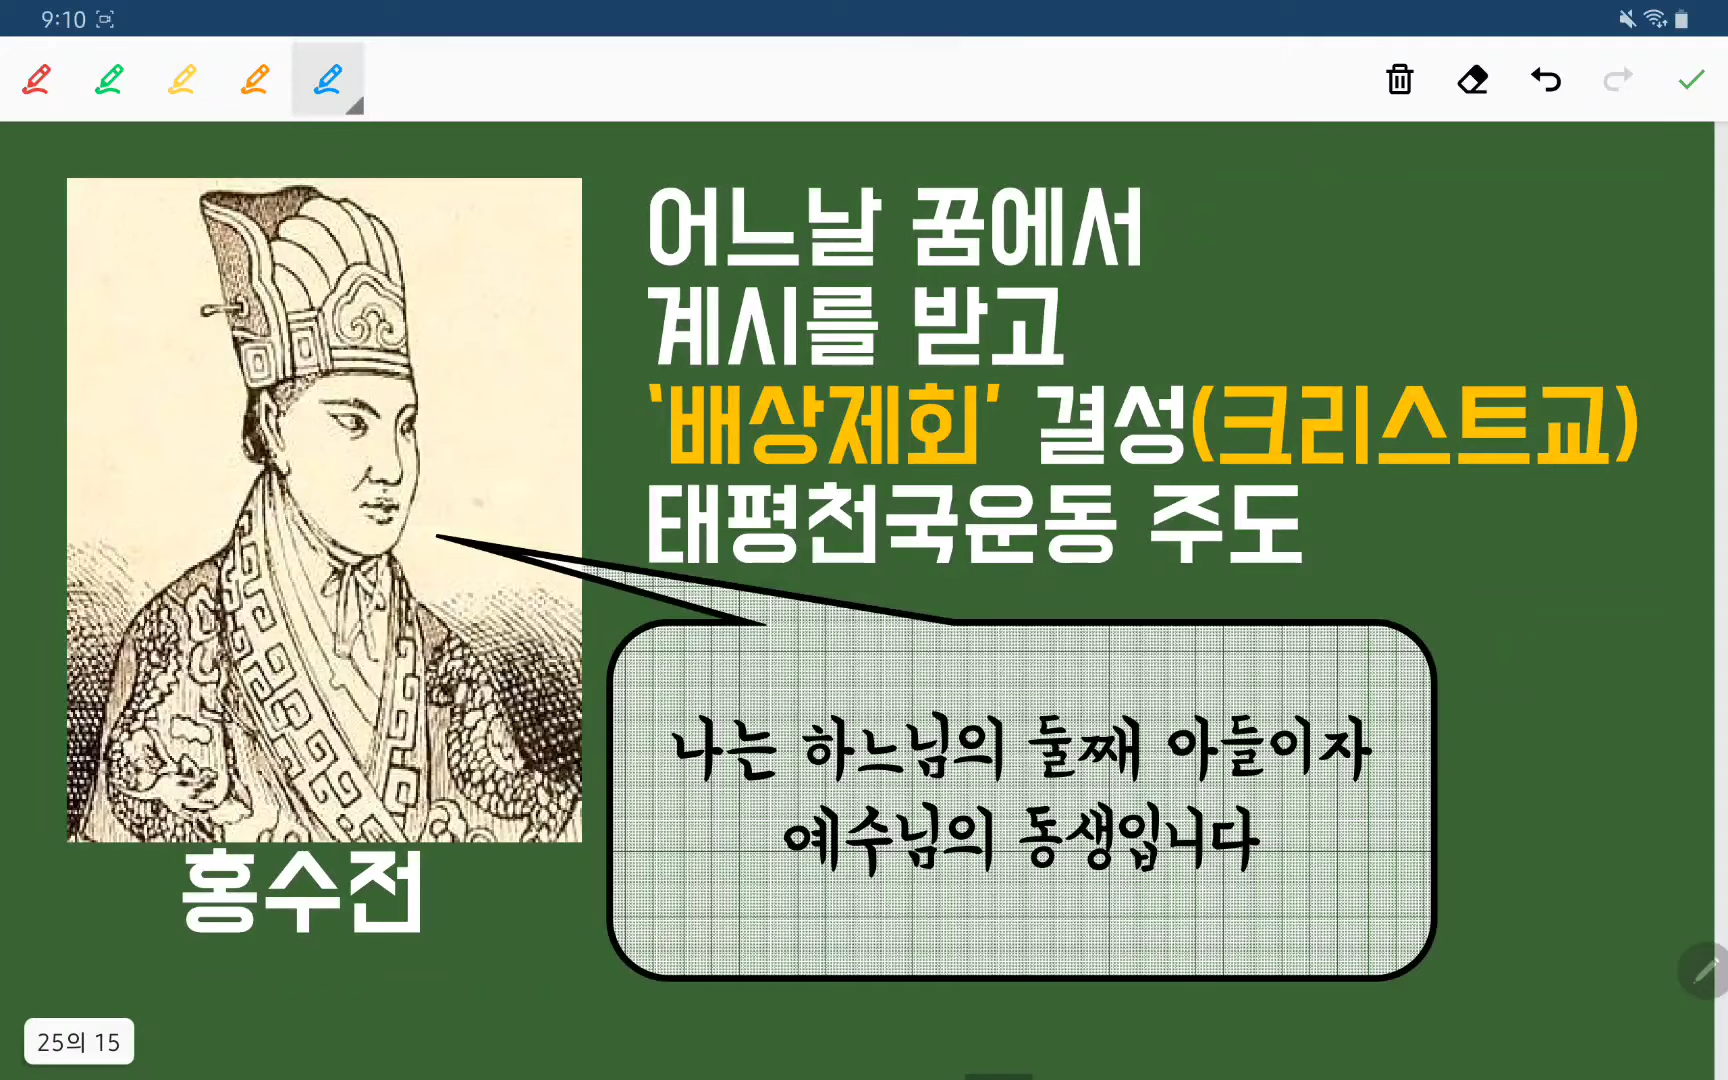 9:10
어느날 꿈에서
계시를 받고
‘배상제회’ 결성(크리스트교)
태평천국운동 주도
나는 하느님의 둘째 아들이자
예수님의 동생입니다
홍수전
25의 15